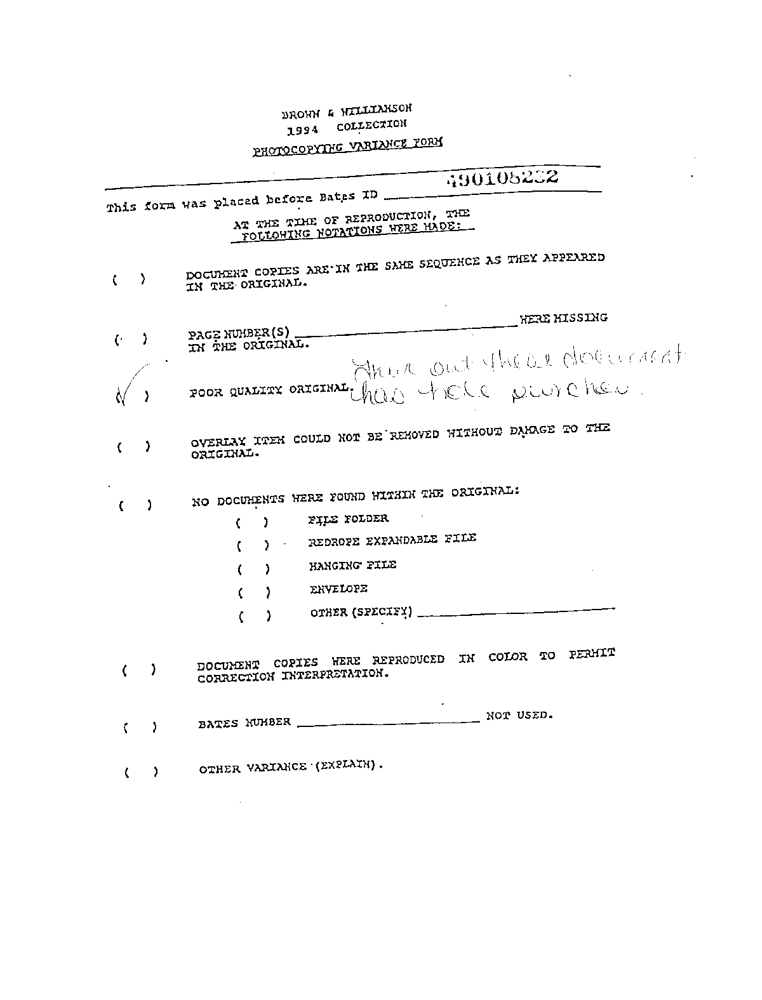 BROWN & WILLIAMSON
1994 COLLECTION
PHOTOCOPYING VARIANCE FORM
490108232
This form was placed before Bates ID
AT THE TIME OF REPRODUCTION, THE
FOLLOWING NOTATIONS WERE MADE:
( ) DOCUMENT COPIES ARE IN THE SAME SEQUENCE AS THEY APPEARED
IN THE ORIGINAL.
( ) PAGE NUMBER(S) ____ WERE MISSING
IN THE ORIGINAL.
out these document
(√) POOR QUALITY ORIGINAL. has hole punches.
( ) OVERLAY ITEM COULD NOT BE REMOVED WITHOUT DAMAGE TO THE
ORIGINAL.
( ) NO DOCUMENTS WERE FOUND WITHIN THE ORIGINAL:
( ) FILE FOLDER
( ) REDROPE EXPANDABLE FILE
( ) HANGING FILE
( ) ENVELOPE
( ) OTHER (SPECIFY) ____
( ) DOCUMENT COPIES WERE REPRODUCED IN COLOR TO PERMIT
CORRECTION INTERPRETATION.
( ) BATES NUMBER ____ NOT USED.
( ) OTHER VARIANCE (EXPLAIN).